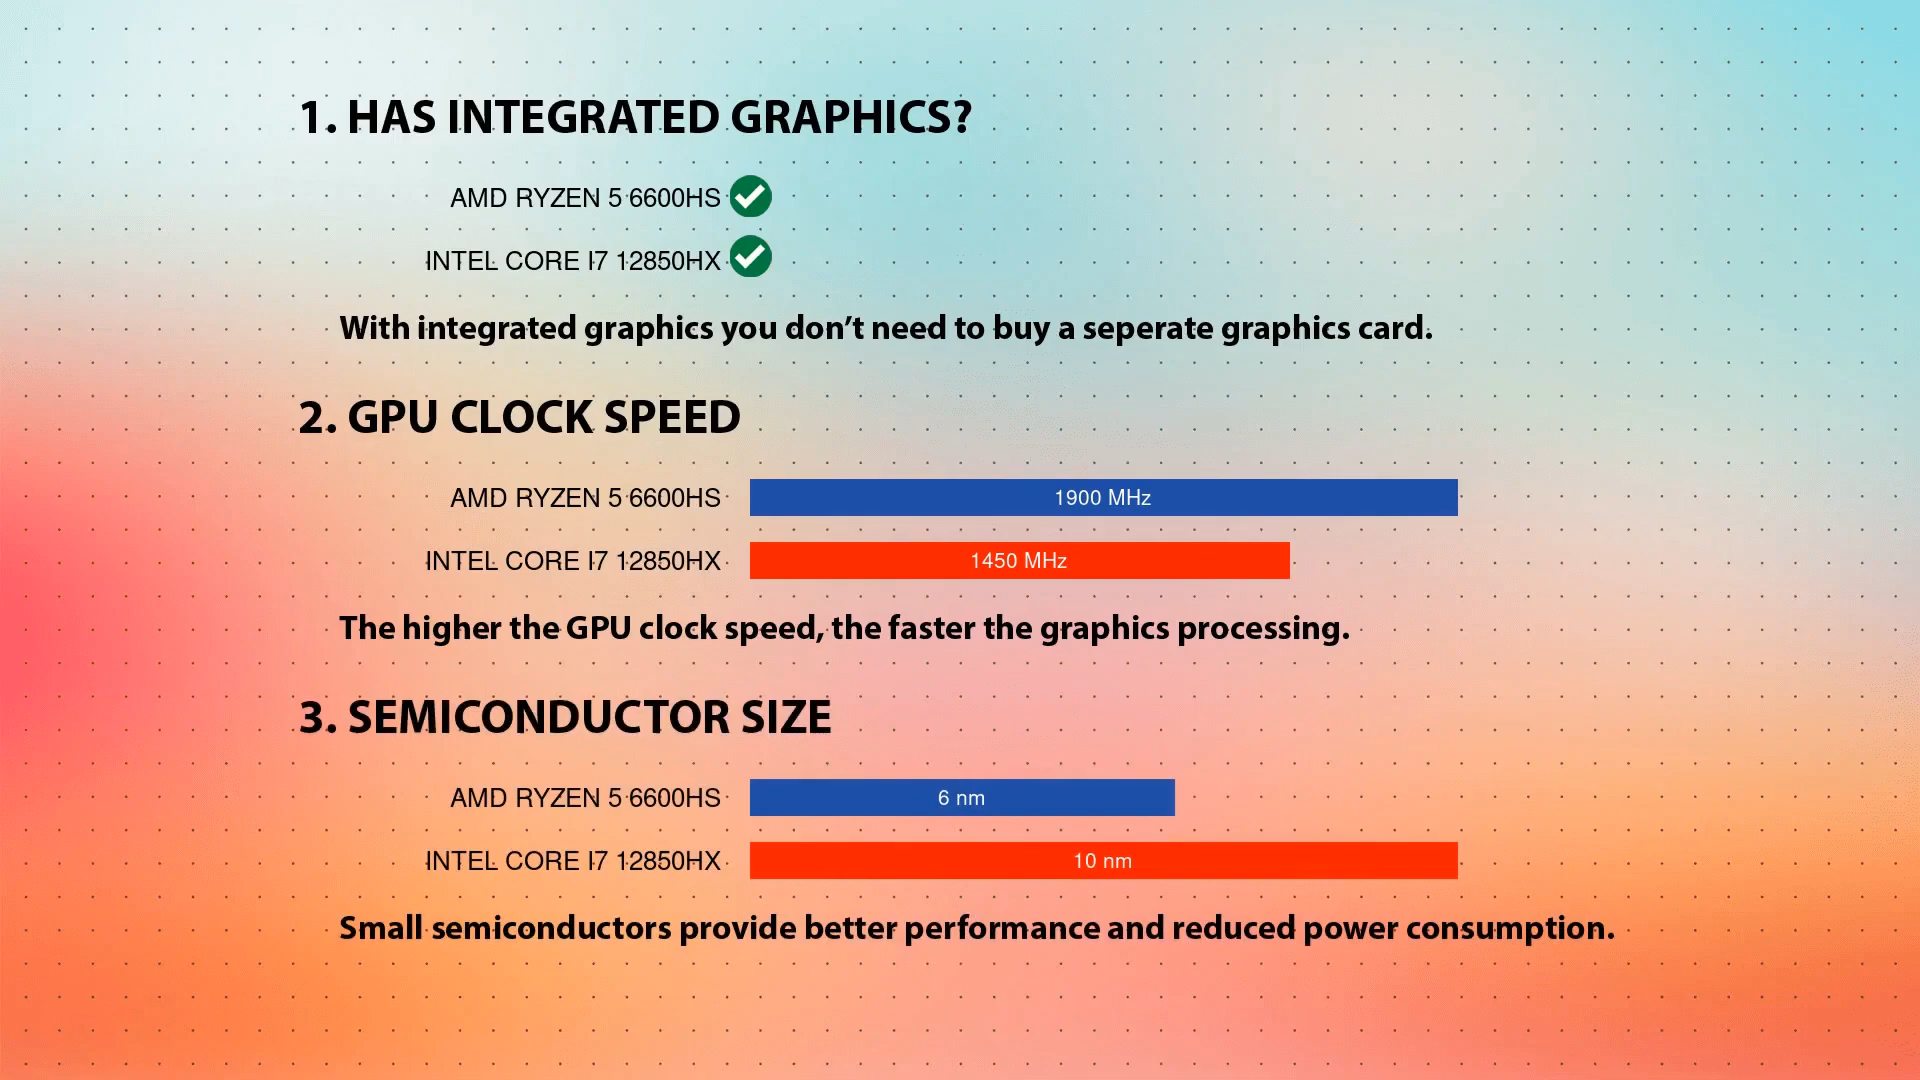 1. HAS INTEGRATED GRAPHICS?
AMD RYZEN 5 6600HS
INTEL CORE I7 12850HX
With integrated graphics you don’t need to buy a seperate graphics card.
2. GPU CLOCK SPEED
AMD RYZEN 5 6600HS 1900 MHz
INTEL CORE I7 12850HX 1450 MHz
The higher the GPU clock speed, the faster the graphics processing.
3. SEMICONDUCTOR SIZE
AMD RYZEN 5 6600HS 6 nm
INTEL CORE I7 12850HX 10 nm
Small semiconductors provide better performance and reduced power consumption.